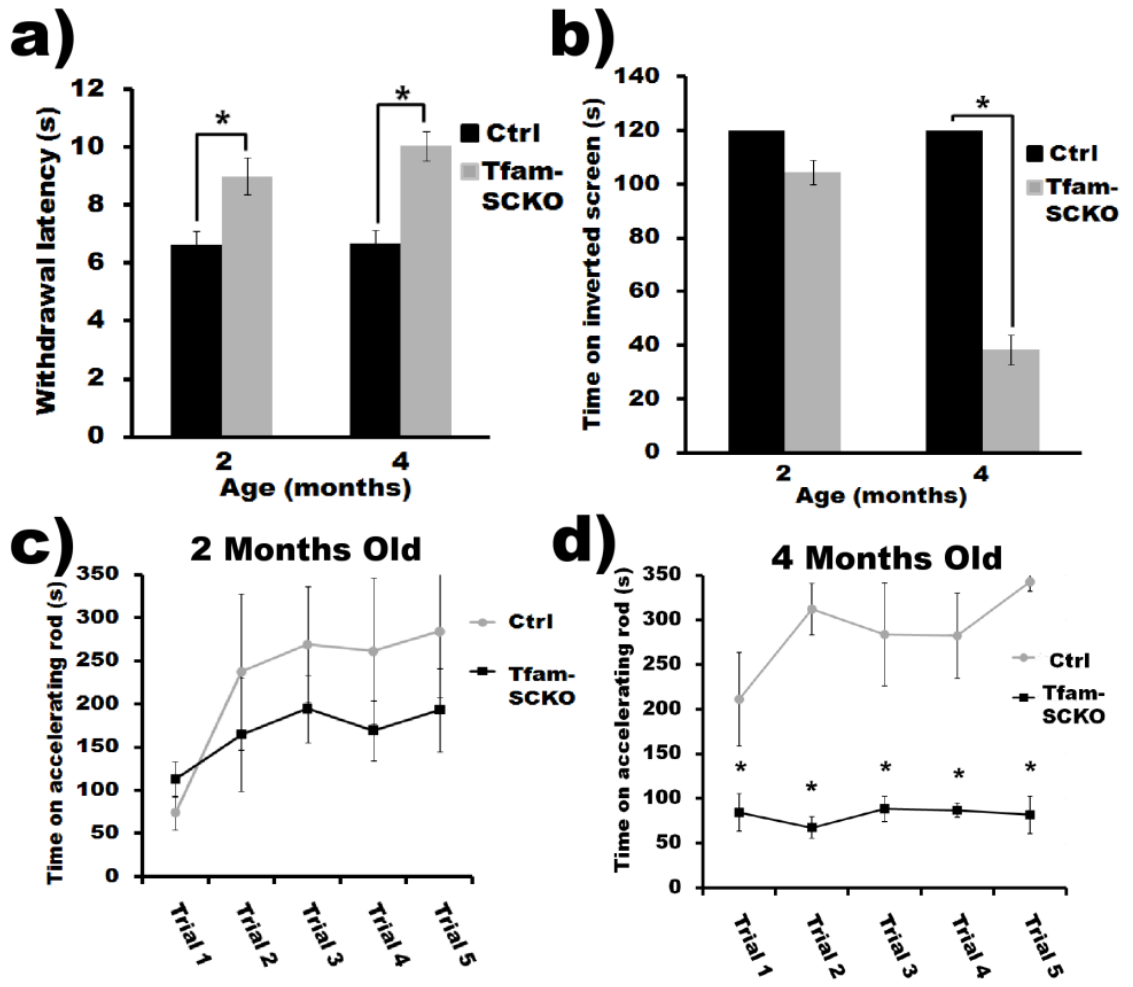 a)
Withdrawal latency (s)
12
10
8
6
4
2
0
*
*
Ctrl
Tfam-
SCKO
2
4
Age (months)
b)
Time on inverted screen (s)
140
120
100
80
60
40
20
0
*
Ctrl
Tfam-
SCKO
2
4
Age (months)
c)
2 Months Old
Time on accelerating rod (s)
350
300
250
200
150
100
50
0
Ctrl
Tfam-
SCKO
Trial 1
Trial 2
Trial 3
Trial 4
Trial 5
d)
4 Months Old
Time on accelerating rod (s)
350
300
250
200
150
100
50
0
*
*
*
*
*
Ctrl
Tfam-
SCKO
Trial 1
Trial 2
Trial 3
Trial 4
Trial 5